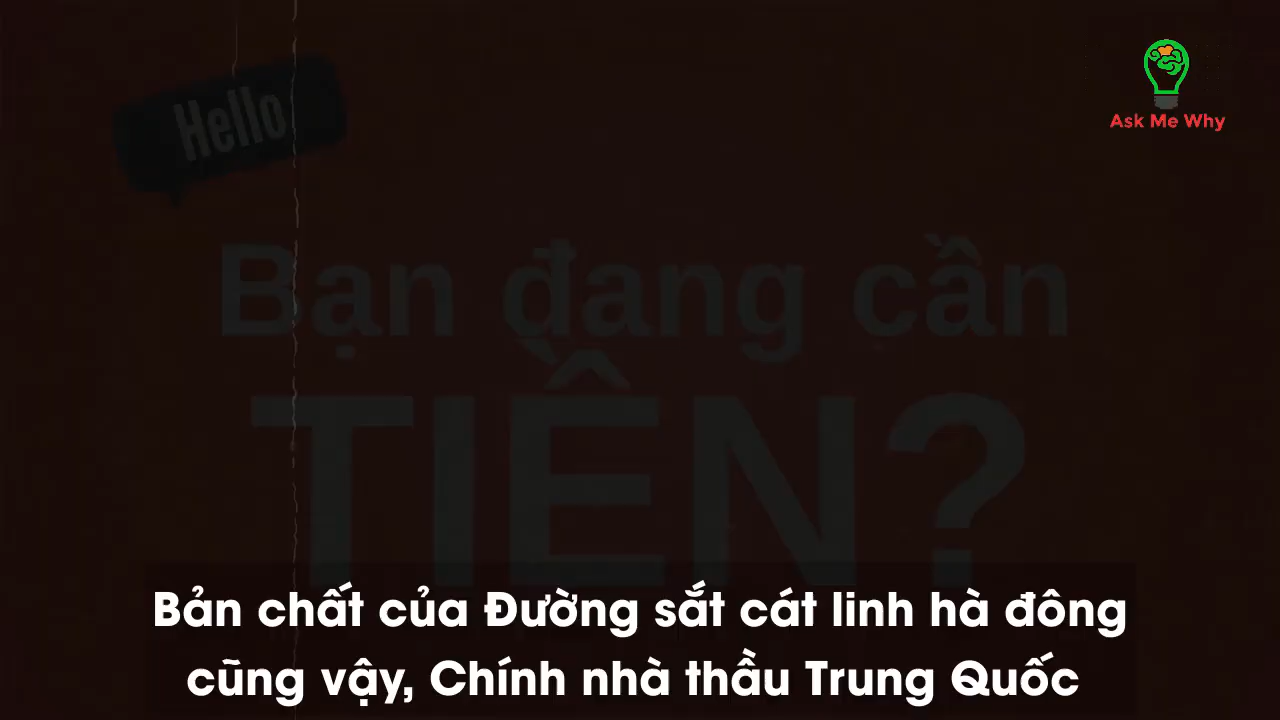 Hello
Ask Me Why
Bạn đang cần
TIỀN?
Bản chất của Đường sắt cát linh hà đông
cũng vậy, Chính nhà thầu Trung Quốc